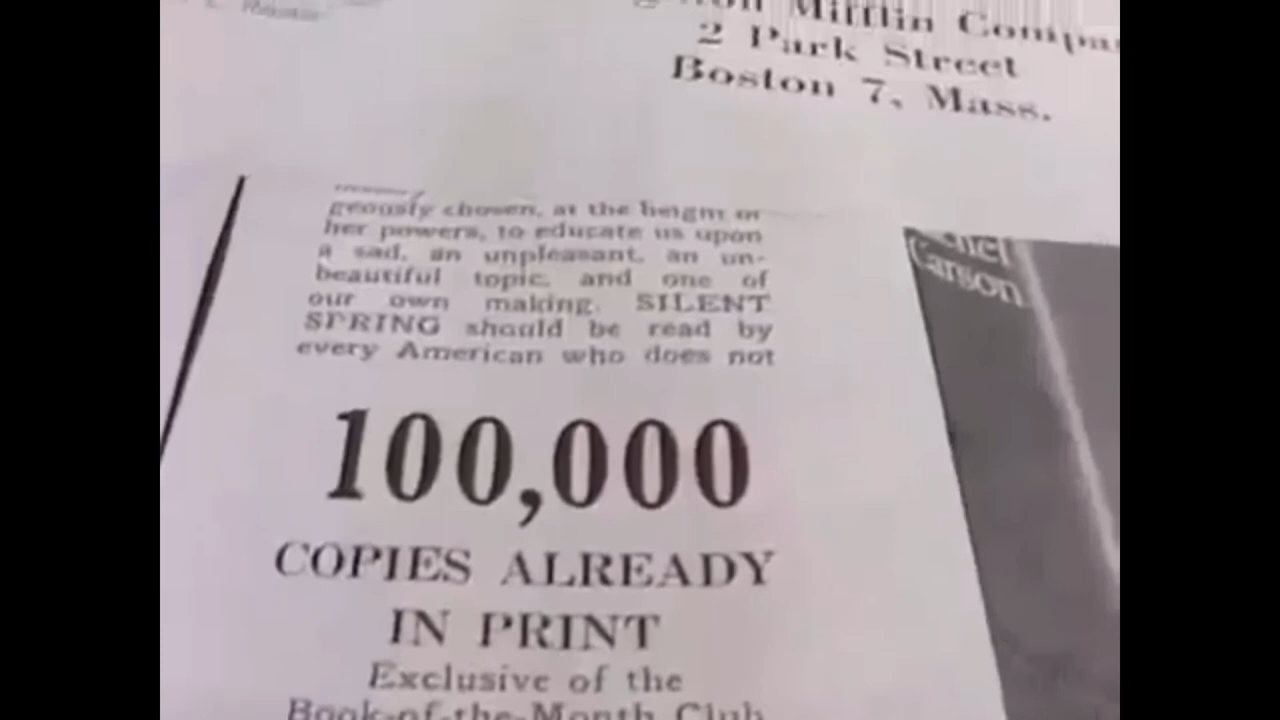 Mifflin Compa
2 Park Street
Boston 7, Mass.
geously chosen, at the height of
her powers, to educate us upon
a sad, an unpleasant, an un-
beautiful topic, and one of
our own making. SILENT
SPRING should be read by
every American who does not
100,000
COPIES ALREADY
IN PRINT
Exclusive of the
Book-of-the-Month Club
Carson